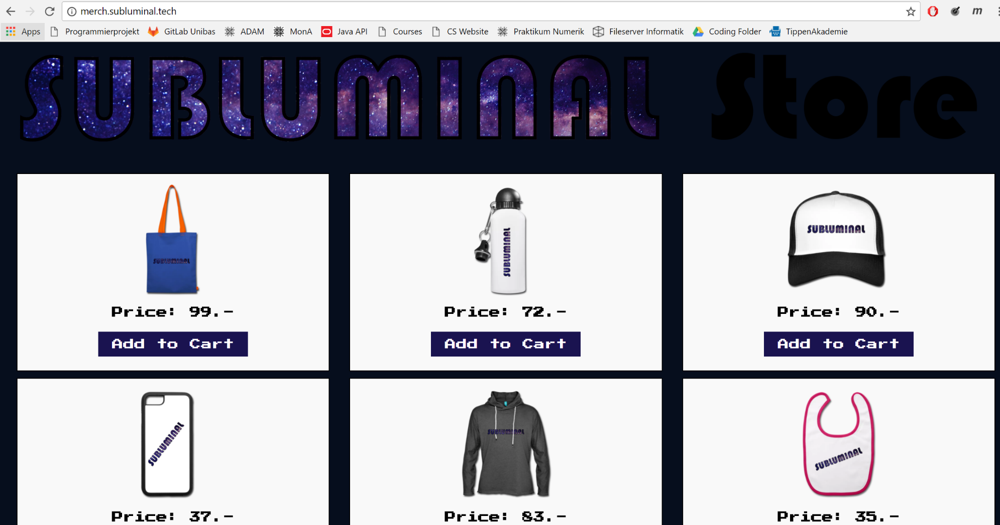 merch.subluminal.tech
Apps Programmierprojekt GitLab Unibas ADAM MonA Java API Courses CS Website Praktikum Numerik Fileserver Informatik Coding Folder TippenAkademie
SUBLUMINAL Store
SUBLUMINAL
SUBLUMINAL
SUBLUMINAL
Price: 99.-
Price: 72.-
Price: 90.-
Add to Cart
Add to Cart
Add to Cart
SUBLUMINAL
SUBLUMINAL
SUBLUMINAL
Price: 37.-
Price: 83.-
Price: 35.-